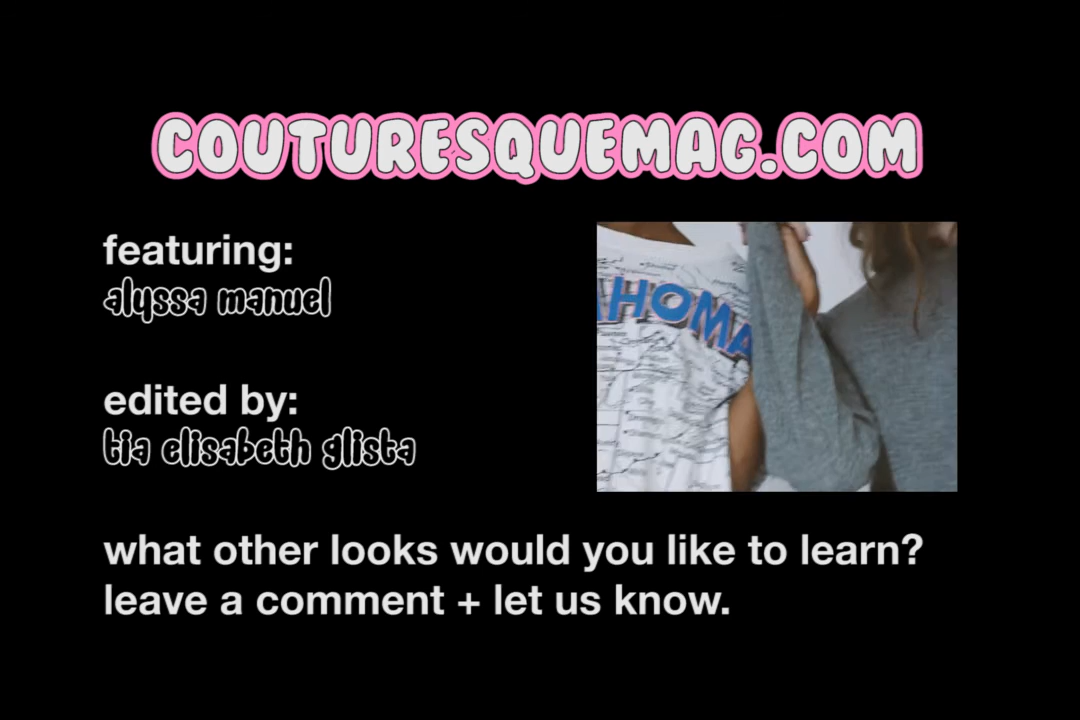 COUTURESQUEMAG.COM
featuring:
alyssa manuel
edited by:
tia elisabeth glista
AHOMA
what other looks would you like to learn?
leave a comment + let us know.